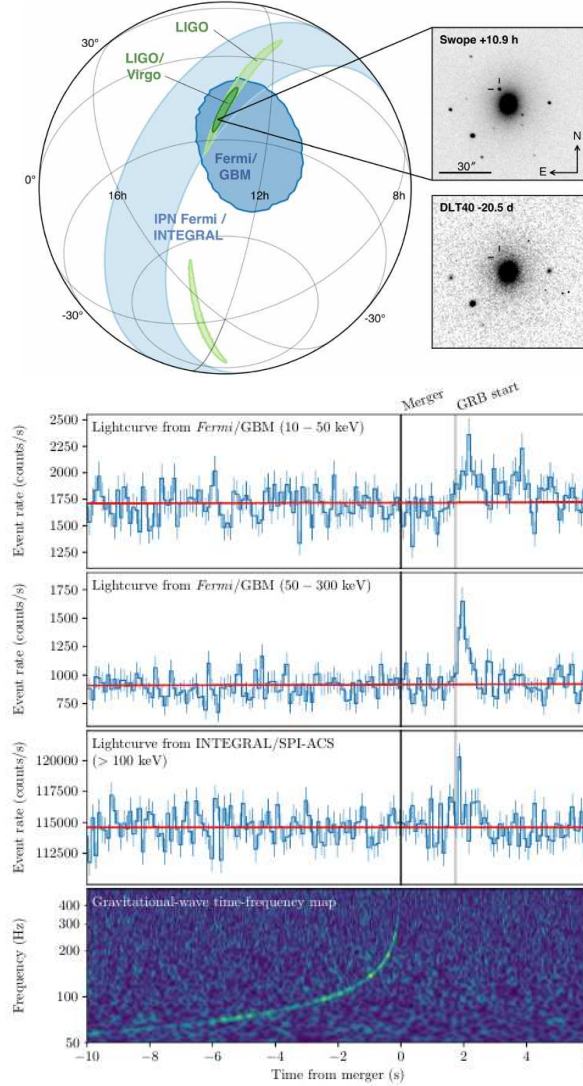 LIGO
Swope +10.9 h
30°
LIGO/
Virgo
N
30"
E
Fermi/
GBM
0°
16h
12h
8h
DLT40 -20.5 d
IPN Fermi /
INTEGRAL
-30°
-30°
Merger
GRB start
Lightcurve from Fermi/GBM (10 − 50 keV)
2500
2250
2000
1750
1500
1250
Event rate (counts/s)
Lightcurve from Fermi/GBM (50 − 300 keV)
1750
1500
1250
1000
750
Event rate (counts/s)
Lightcurve from INTEGRAL/SPI-ACS
(> 100 keV)
120000
117500
115000
112500
Event rate (counts/s)
Gravitational-wave time-frequency map
400
300
200
100
50
Frequency (Hz)
−10
−8
−6
−4
−2
0
2
4
Time from merger (s)